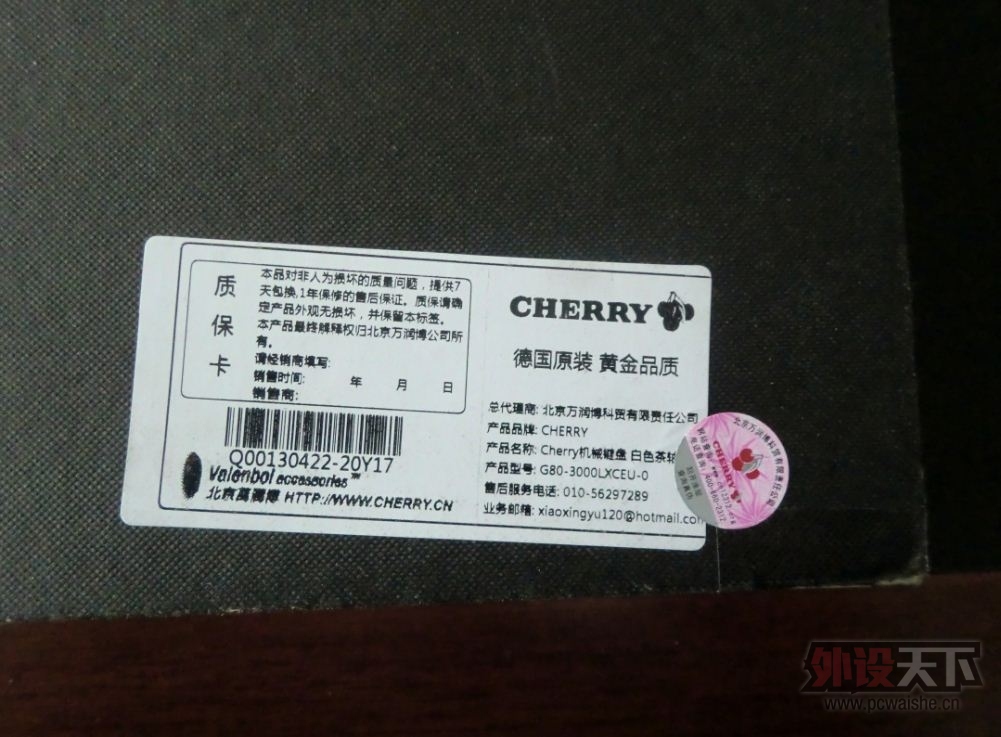 质保卡
本品对非人为损坏的质量问题，提供7
天包换,1年保修的售后保证。质保请确
定产品外观无损坏，并保留本标签。
本产品最终解释权归北京万润博公司所
有。
请经销商填写:
销售时间: 年 月 日
销售商:
Q00130422-20Y17
Valenboi accessories™
HTTP://WWW.CHERRY.CN
CHERRY
德国原装 黄金品质
总代理商: 北京万润博科贸有限责任公司
产品品牌: CHERRY
产品名称: Cherry机械键盘 白色茶轴
产品型号: G80-3000LXCEU-0
售后服务电话: 010-56297289
业务邮箱: xiaoxingyu120@hotmail.com
北京万润博科贸有限责任公司
CHERRY
外设天下
www.pcwaishe.cn